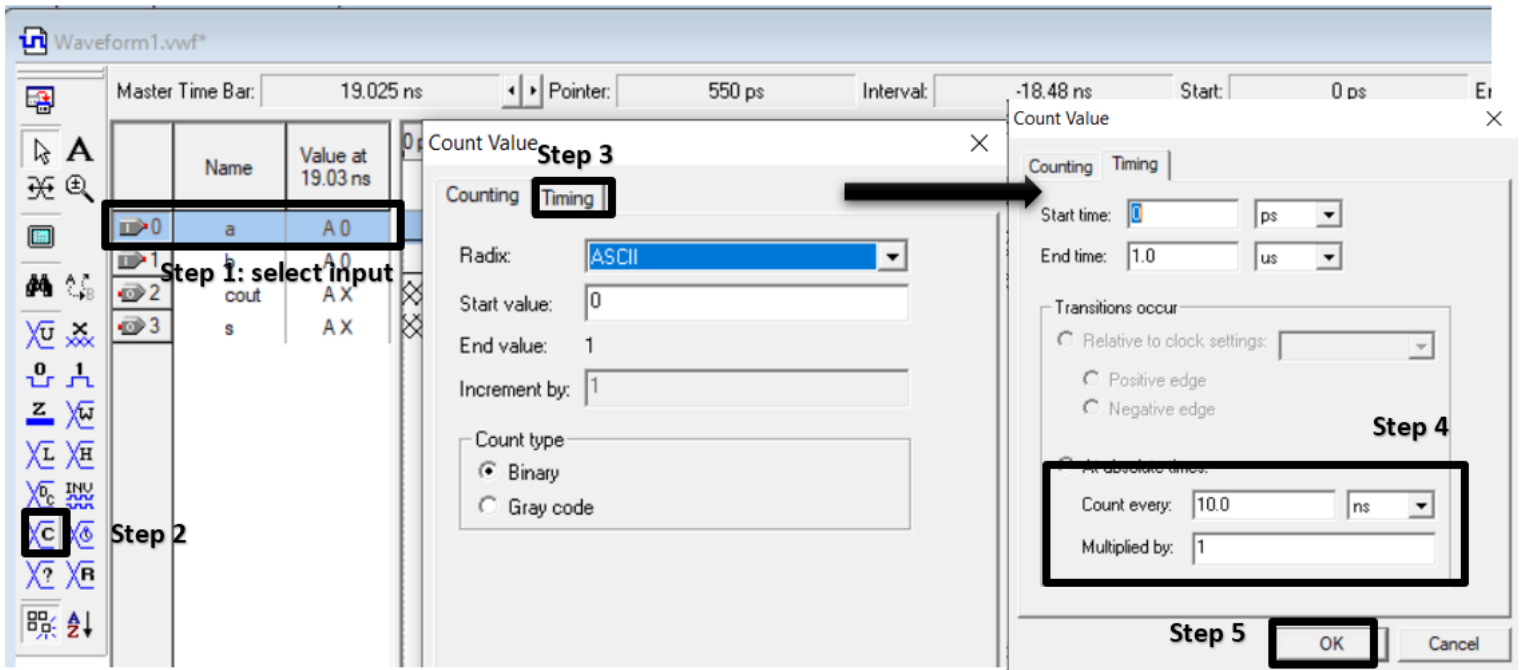 Waveform1.vwf*
Master Time Bar: 19.025 ns Pointer: 550 ps Interval: -18.48 ns Start: 0 ps
Name Value at 19.03 ns
0 a A 0
1 b A 0
2 cout A X
3 s A X
Step 1: select input
Step 2
Count Value
Step 3
Counting Timing
Radix: ASCII
Start value: 0
End value: 1
Increment by: 1
Count type
Binary
Gray code
Count Value
Counting Timing
Start time: 0 ps
End time: 1.0 us
Transitions occur
Relative to clock settings:
Positive edge
Negative edge
Step 4
At absolute times:
Count every: 10.0 ns
Multiplied by: 1
Step 5
OK Cancel